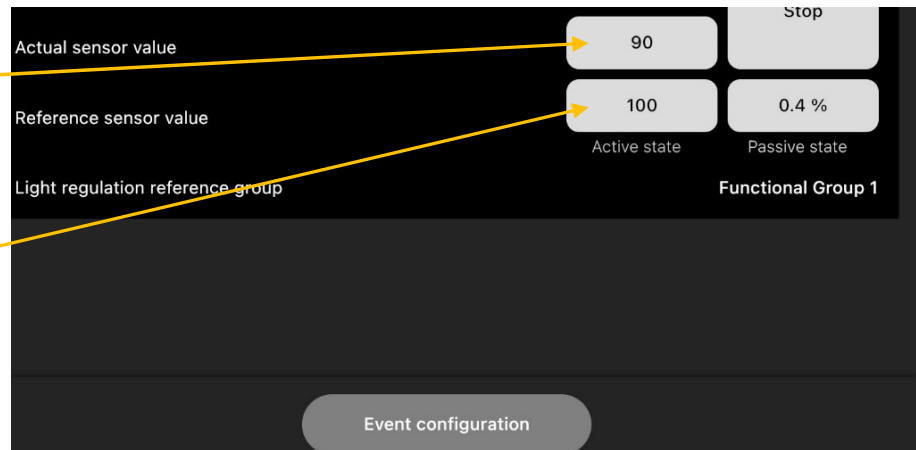 Stop
Actual sensor value 90
Reference sensor value 100 0.4 %
Active state Passive state
Light regulation reference group Functional Group 1
Event configuration